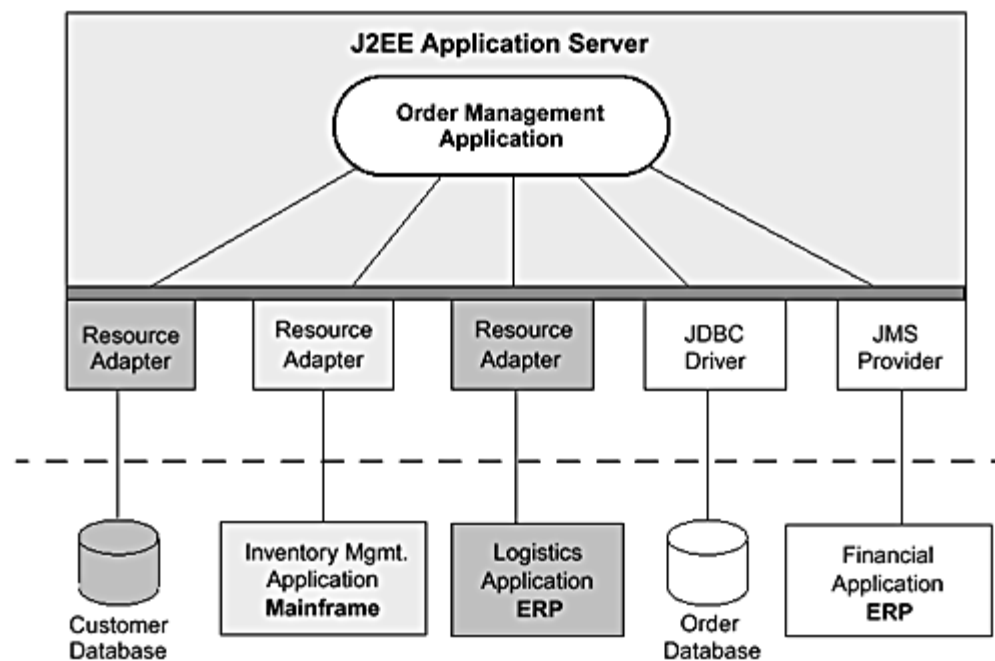 J2EE Application Server
Order Management
Application
Resource
Adapter
Resource
Adapter
Resource
Adapter
JDBC
Driver
JMS
Provider
Customer
Database
Inventory Mgmt.
Application
Mainframe
Logistics
Application
ERP
Order
Database
Financial
Application
ERP